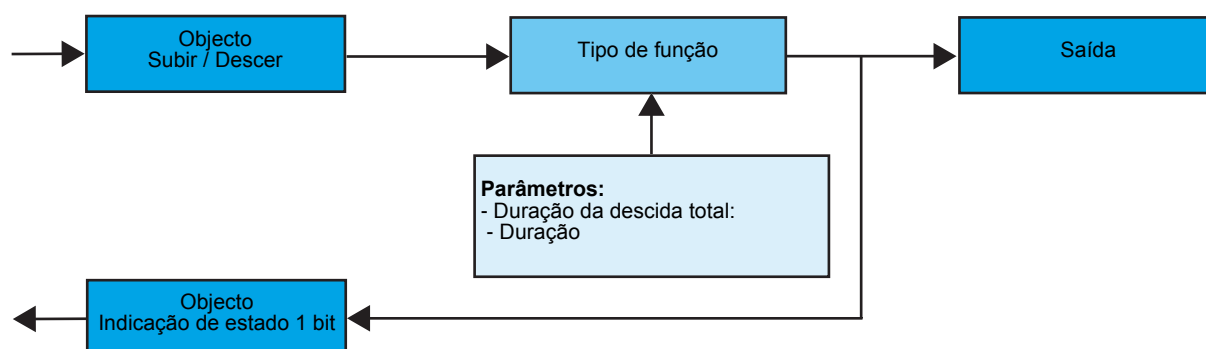 Objecto
Subir / Descer
Tipo de função
Saída
Parâmetros:
- Duração da descida total:
- Duração
Objecto
Indicação de estado 1 bit